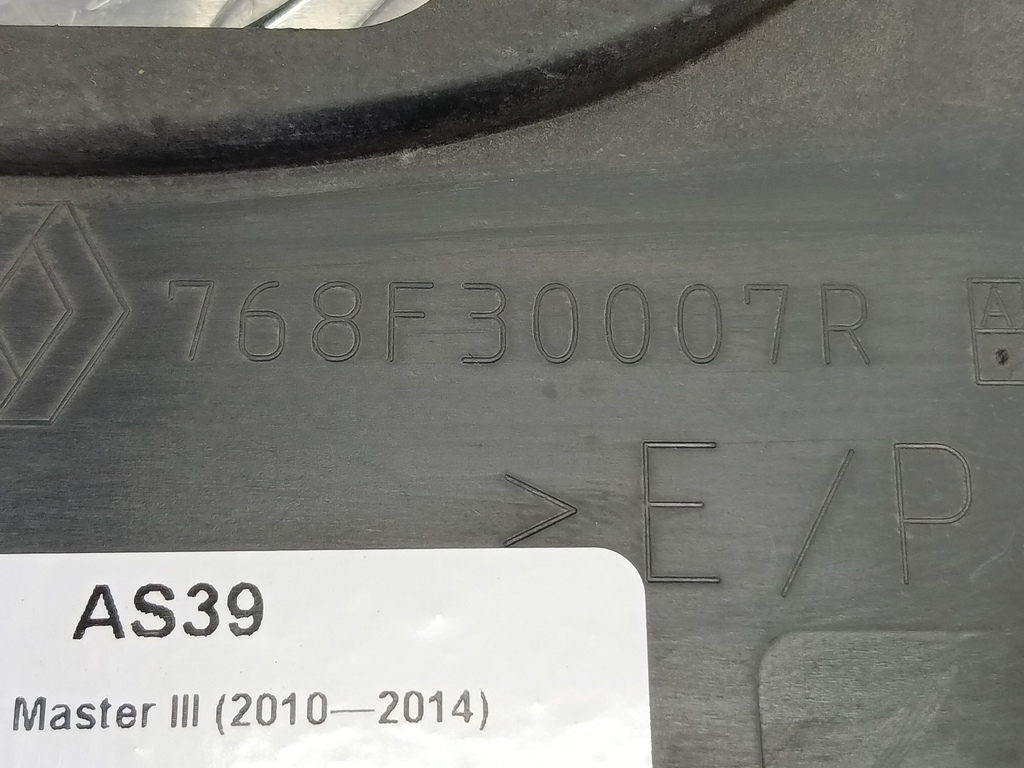 768F30007R A
>E/P
AS39
Master III (2010—2014)